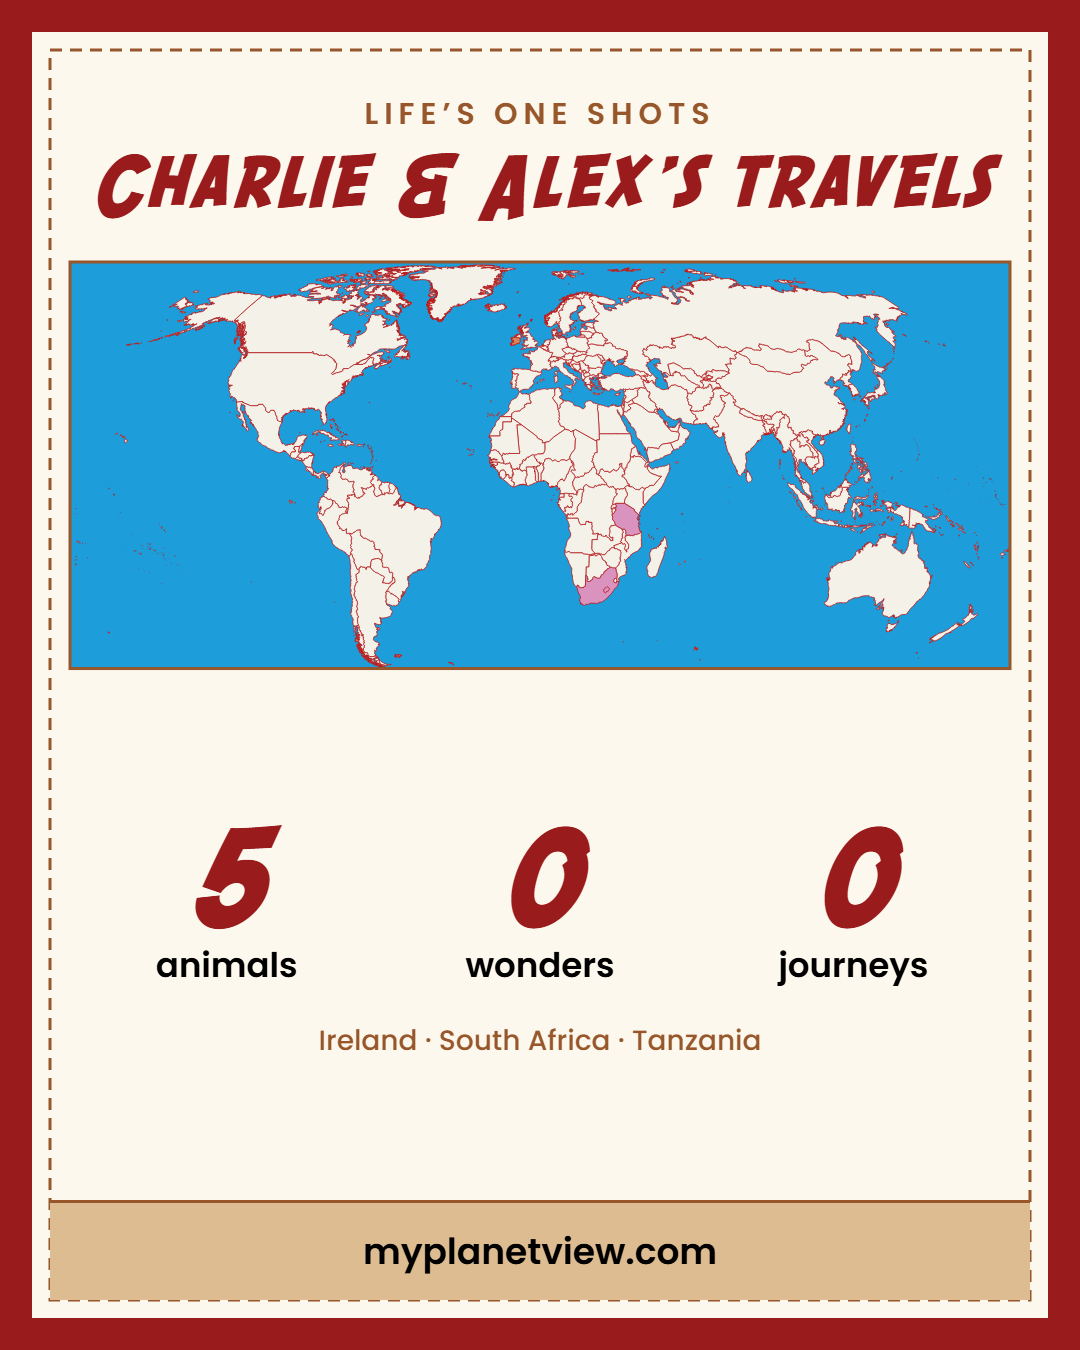 LIFE’S ONE SHOTS
CHARLIE & ALEX’S TRAVELS
5 0 0
animals wonders journeys
Ireland · South Africa · Tanzania
myplanetview.com